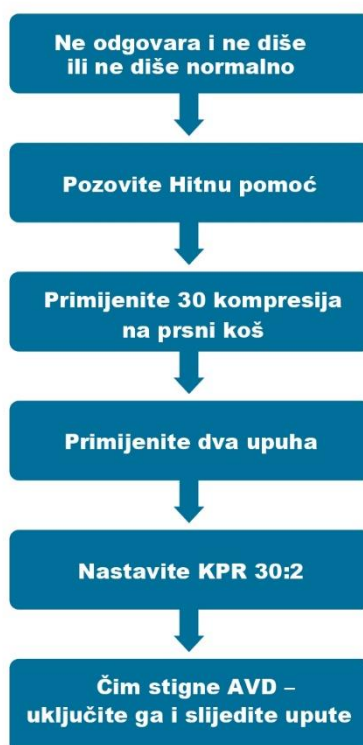 Ne odgovara i ne diše
ili ne diše normalno
Pozovite Hitnu pomoć
Primijenite 30 kompresija
na prsni koš
Primijenite dva upuha
Nastavite KPR 30:2
Čim stigne AVD –
uključite ga i slijedite upute